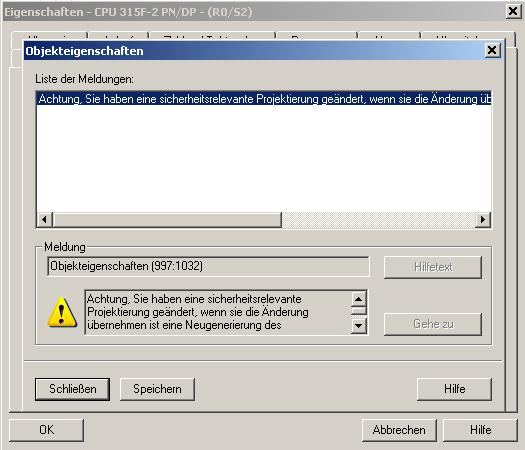 Eigenschaften - CPU 315F-2 PN/DP - (R0/S2)
Objekteigenschaften
Liste der Meldungen:
Achtung, Sie haben eine sicherheitsrelevante Projektierung geändert, wenn sie die Änderung üb
Meldung
Objekteigenschaften (997:1032)
Hilfetext
Achtung, Sie haben eine sicherheitsrelevante
Projektierung geändert, wenn sie die Änderung
übernehmen ist eine Neugenerierung des
Gehe zu
Schließen
Speichern
Hilfe
OK
Abbrechen
Hilfe